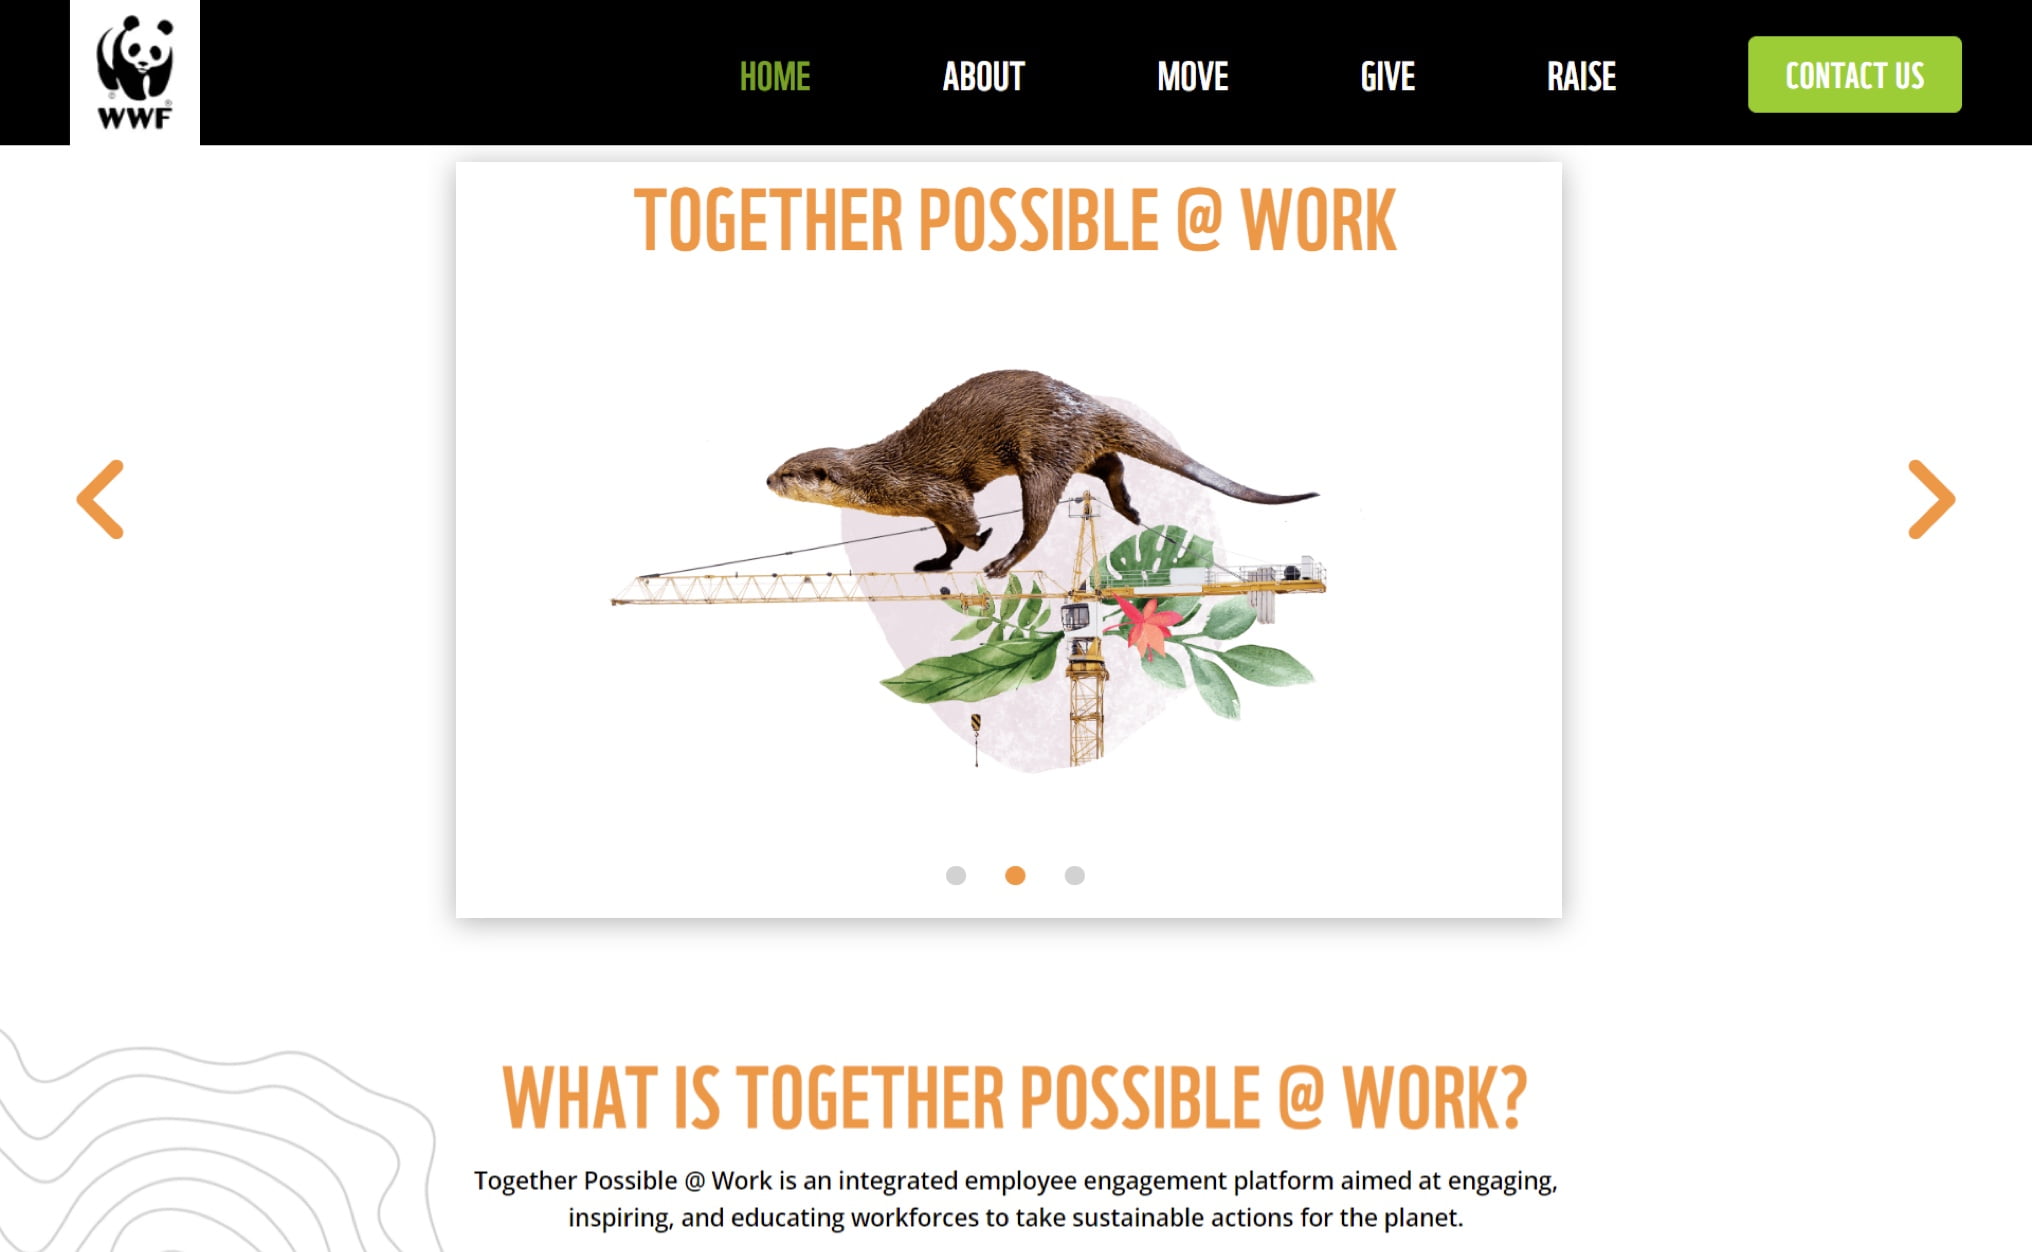 WWF
HOME ABOUT MOVE GIVE RAISE CONTACT US
TOGETHER POSSIBLE @ WORK
WHAT IS TOGETHER POSSIBLE @ WORK?
Together Possible @ Work is an integrated employee engagement platform aimed at engaging,
inspiring, and educating workforces to take sustainable actions for the planet.